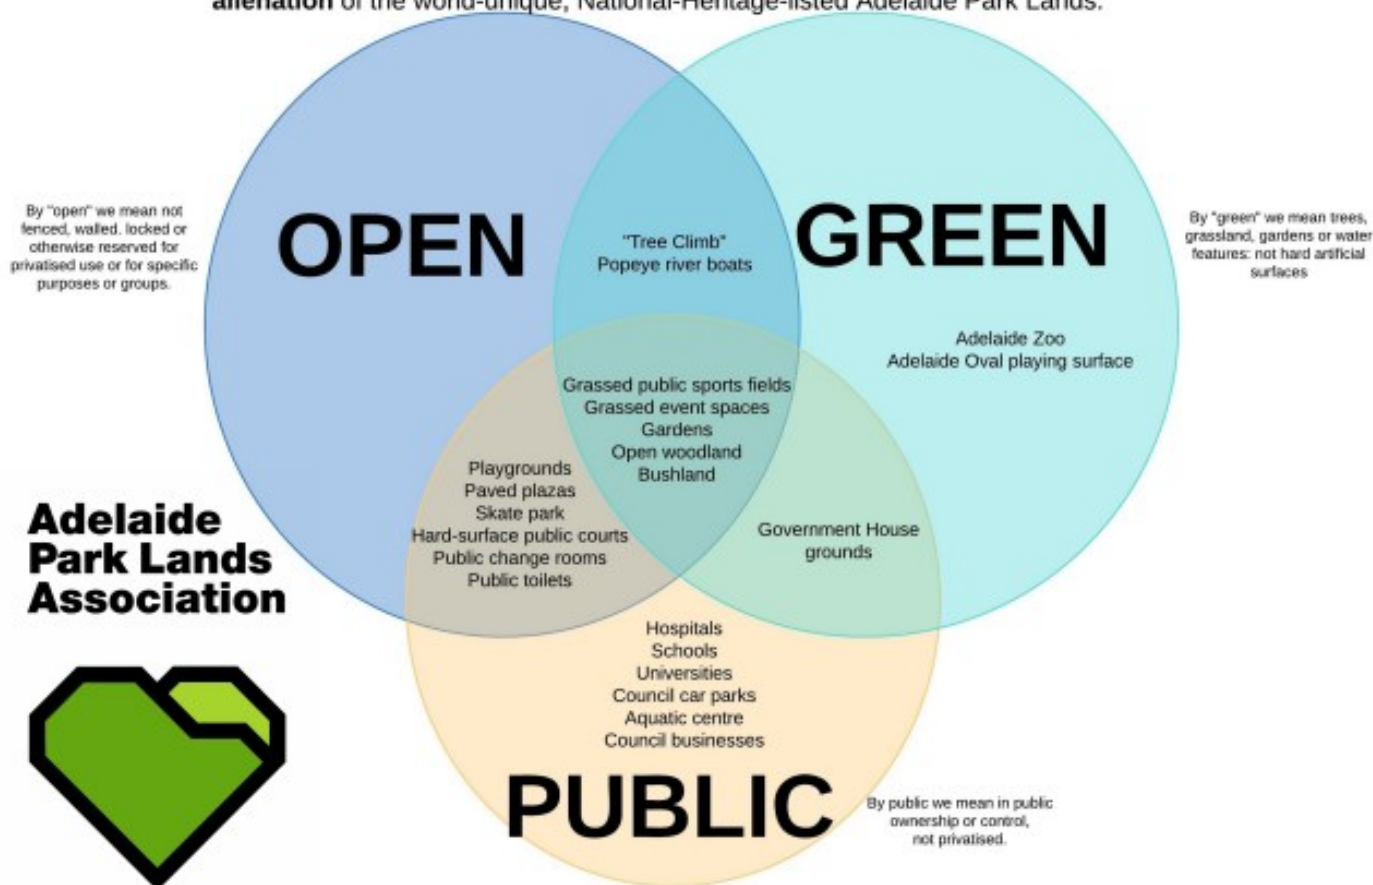 alienation of the world-unique, National-Heritage-listed Adelaide Park Lands.
By "open" we mean not
fenced, walled. locked or
otherwise reserved for
privatised use or for specific
purposes or groups.
OPEN
"Tree Climb"
Popeye river boats
GREEN
By "green" we mean trees,
grassland, gardens or water
features: not hard artificial
surfaces
Adelaide Zoo
Adelaide Oval playing surface
Grassed public sports fields
Grassed event spaces
Gardens
Open woodland
Bushland
Playgrounds
Paved plazas
Skate park
Hard-surface public courts
Public change rooms
Public toilets
Government House
grounds
Adelaide
Park Lands
Association
Hospitals
Schools
Universities
Council car parks
Aquatic centre
Council businesses
PUBLIC
By public we mean in public
ownership or control,
not privatised.